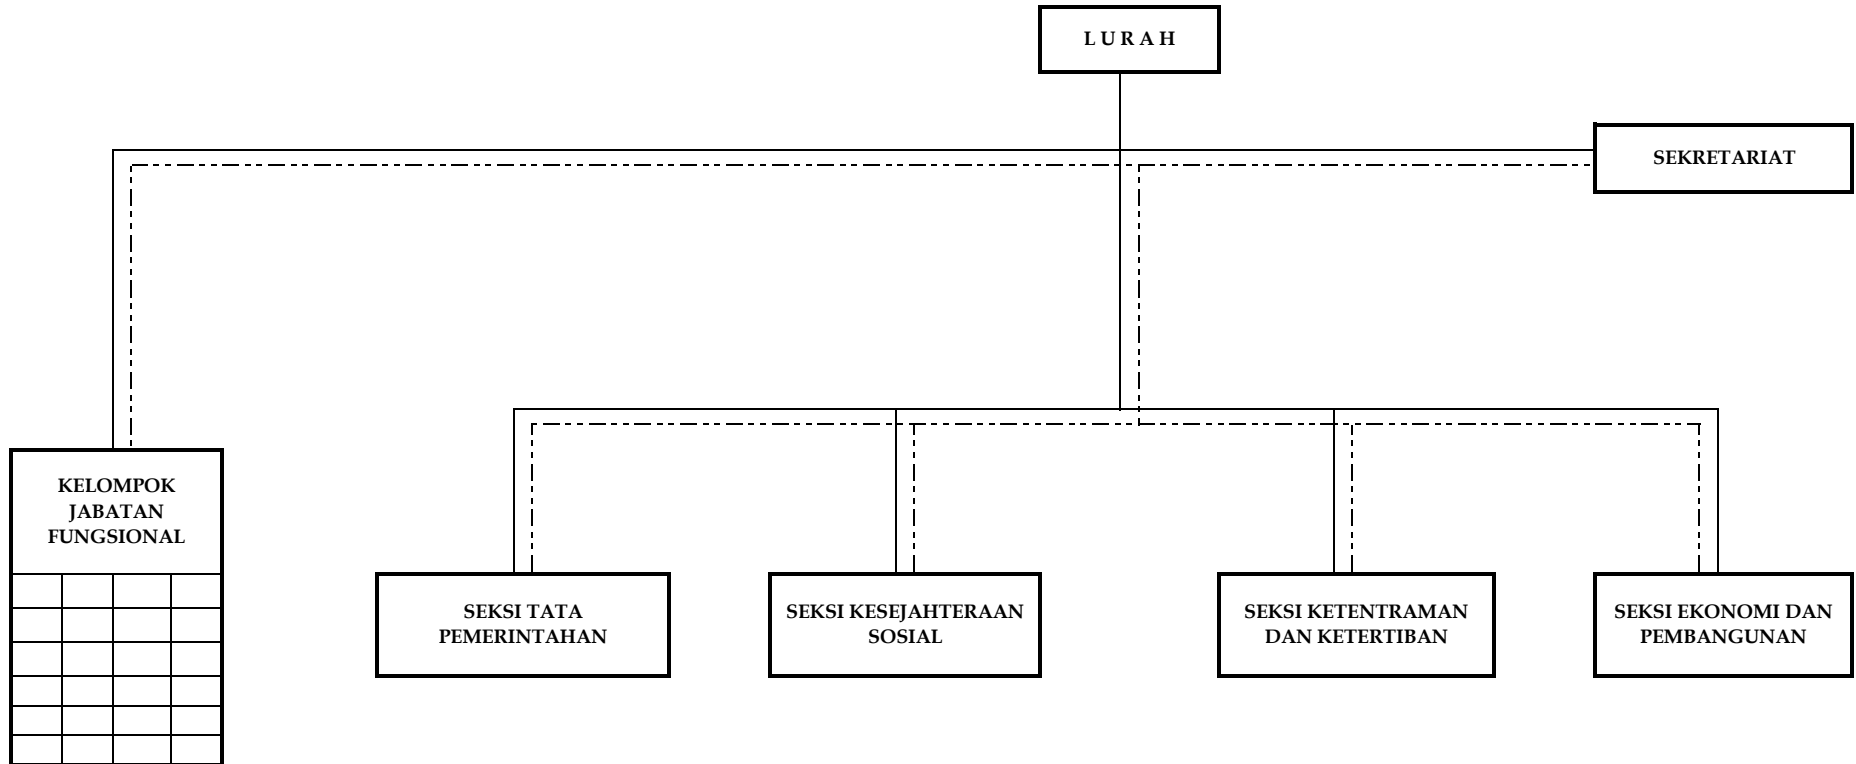 L U R A H
SEKRETARIAT
KELOMPOK
JABATAN
FUNGSIONAL
SEKSI TATA
PEMERINTAHAN
SEKSI KESEJAHTERAAN
SOSIAL
SEKSI KETENTRAMAN
DAN KETERTIBAN
SEKSI EKONOMI DAN
PEMBANGUNAN